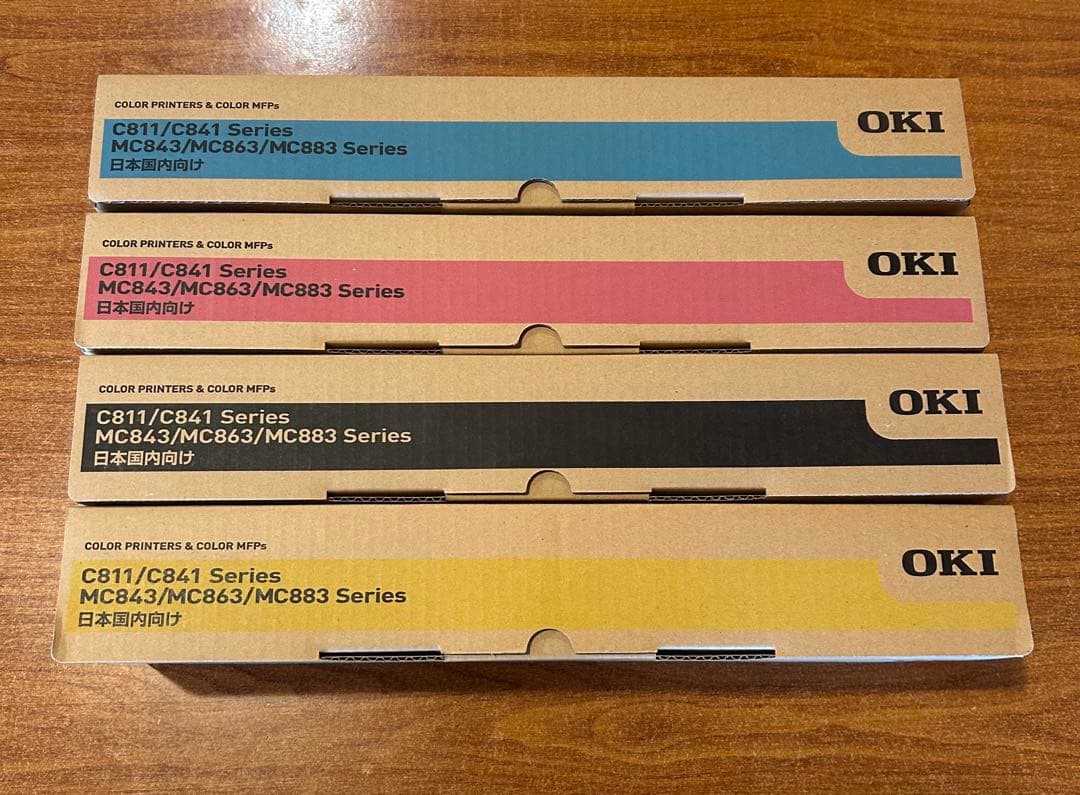 COLOR PRINTERS & COLOR MFPs
OKI
C811/C841 Series
MC843/MC863/MC883 Series
日本国内向け
COLOR PRINTERS & COLOR MFPs
OKI
C811/C841 Series
MC843/MC863/MC883 Series
日本国内向け
COLOR PRINTERS & COLOR MFPs
OKI
C811/C841 Series
MC843/MC863/MC883 Series
日本国内向け
COLOR PRINTERS & COLOR MFPs
OKI
C811/C841 Series
MC843/MC863/MC883 Series
日本国内向け